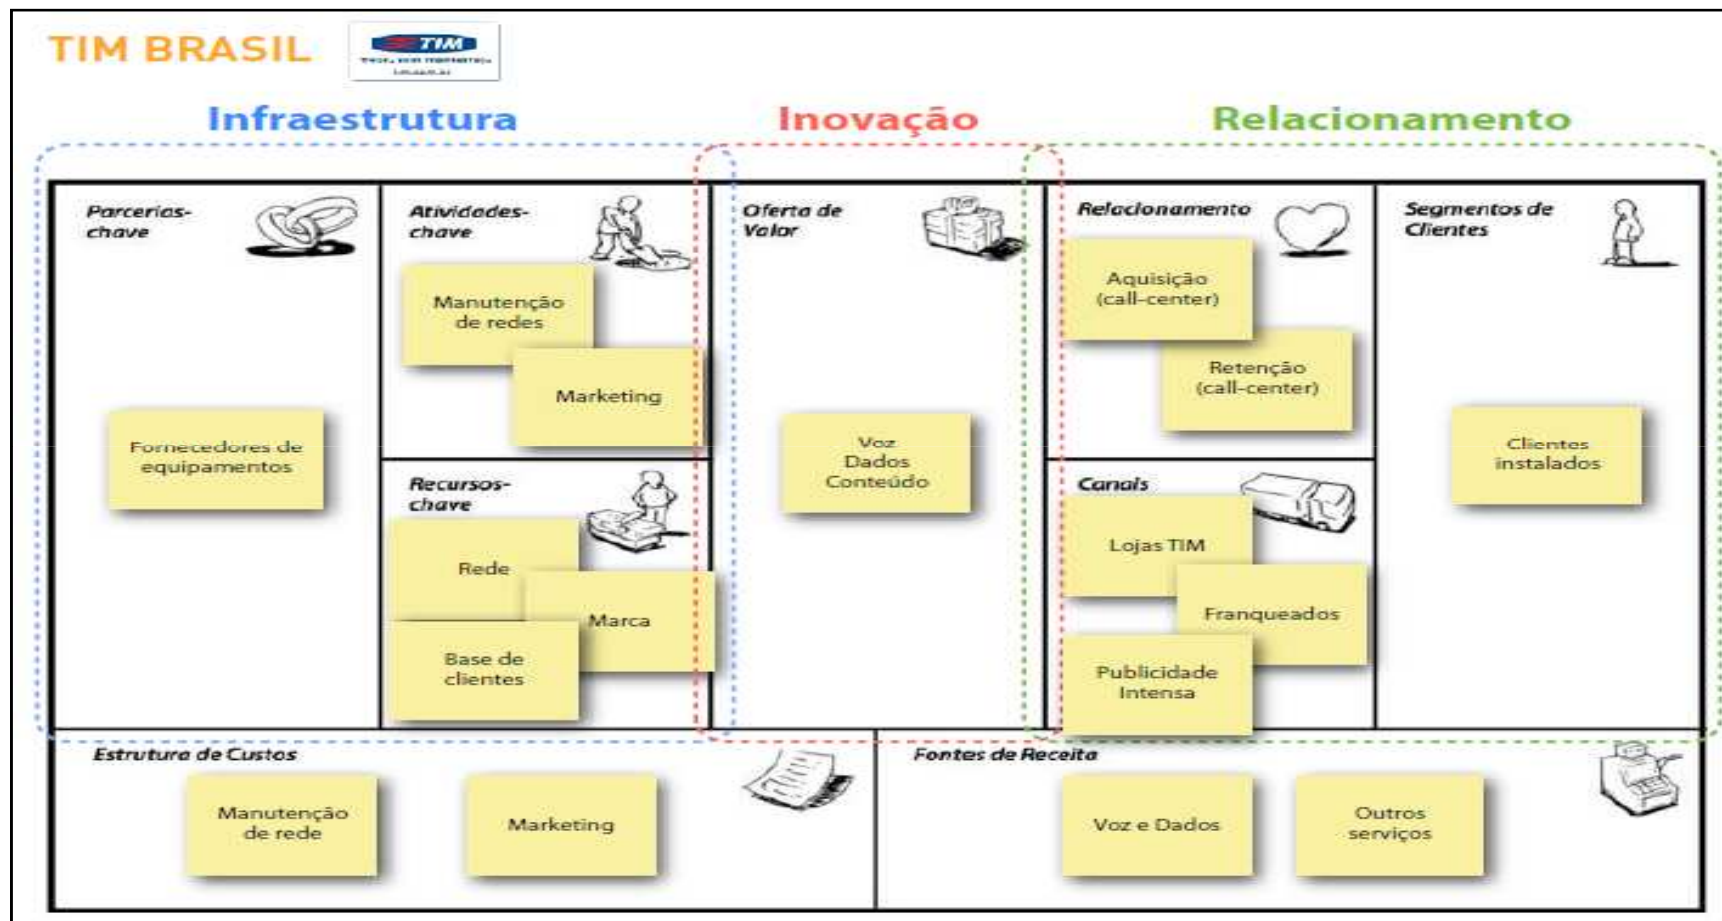 TIM BRASIL
TIM
Infraestrutura
Inovação
Relacionamento
Parcerias-
chave
Fornecedores de
equipamentos
Atividades-
chave
Manutenção
de redes
Marketing
Recursos-
chave
Rede
Marca
Base de
clientes
Oferta de
Valor
Voz
Dados
Conteúdo
Relacionamento
Aquisição
(call-center)
Retenção
(call-center)
Canais
Lojas TIM
Franqueados
Publicidade
Intensa
Segmentos de
Clientes
Clientes
instalados
Estrutura de Custos
Manutenção
de rede
Marketing
Fontes de Receita
Voz e Dados
Outros
serviços